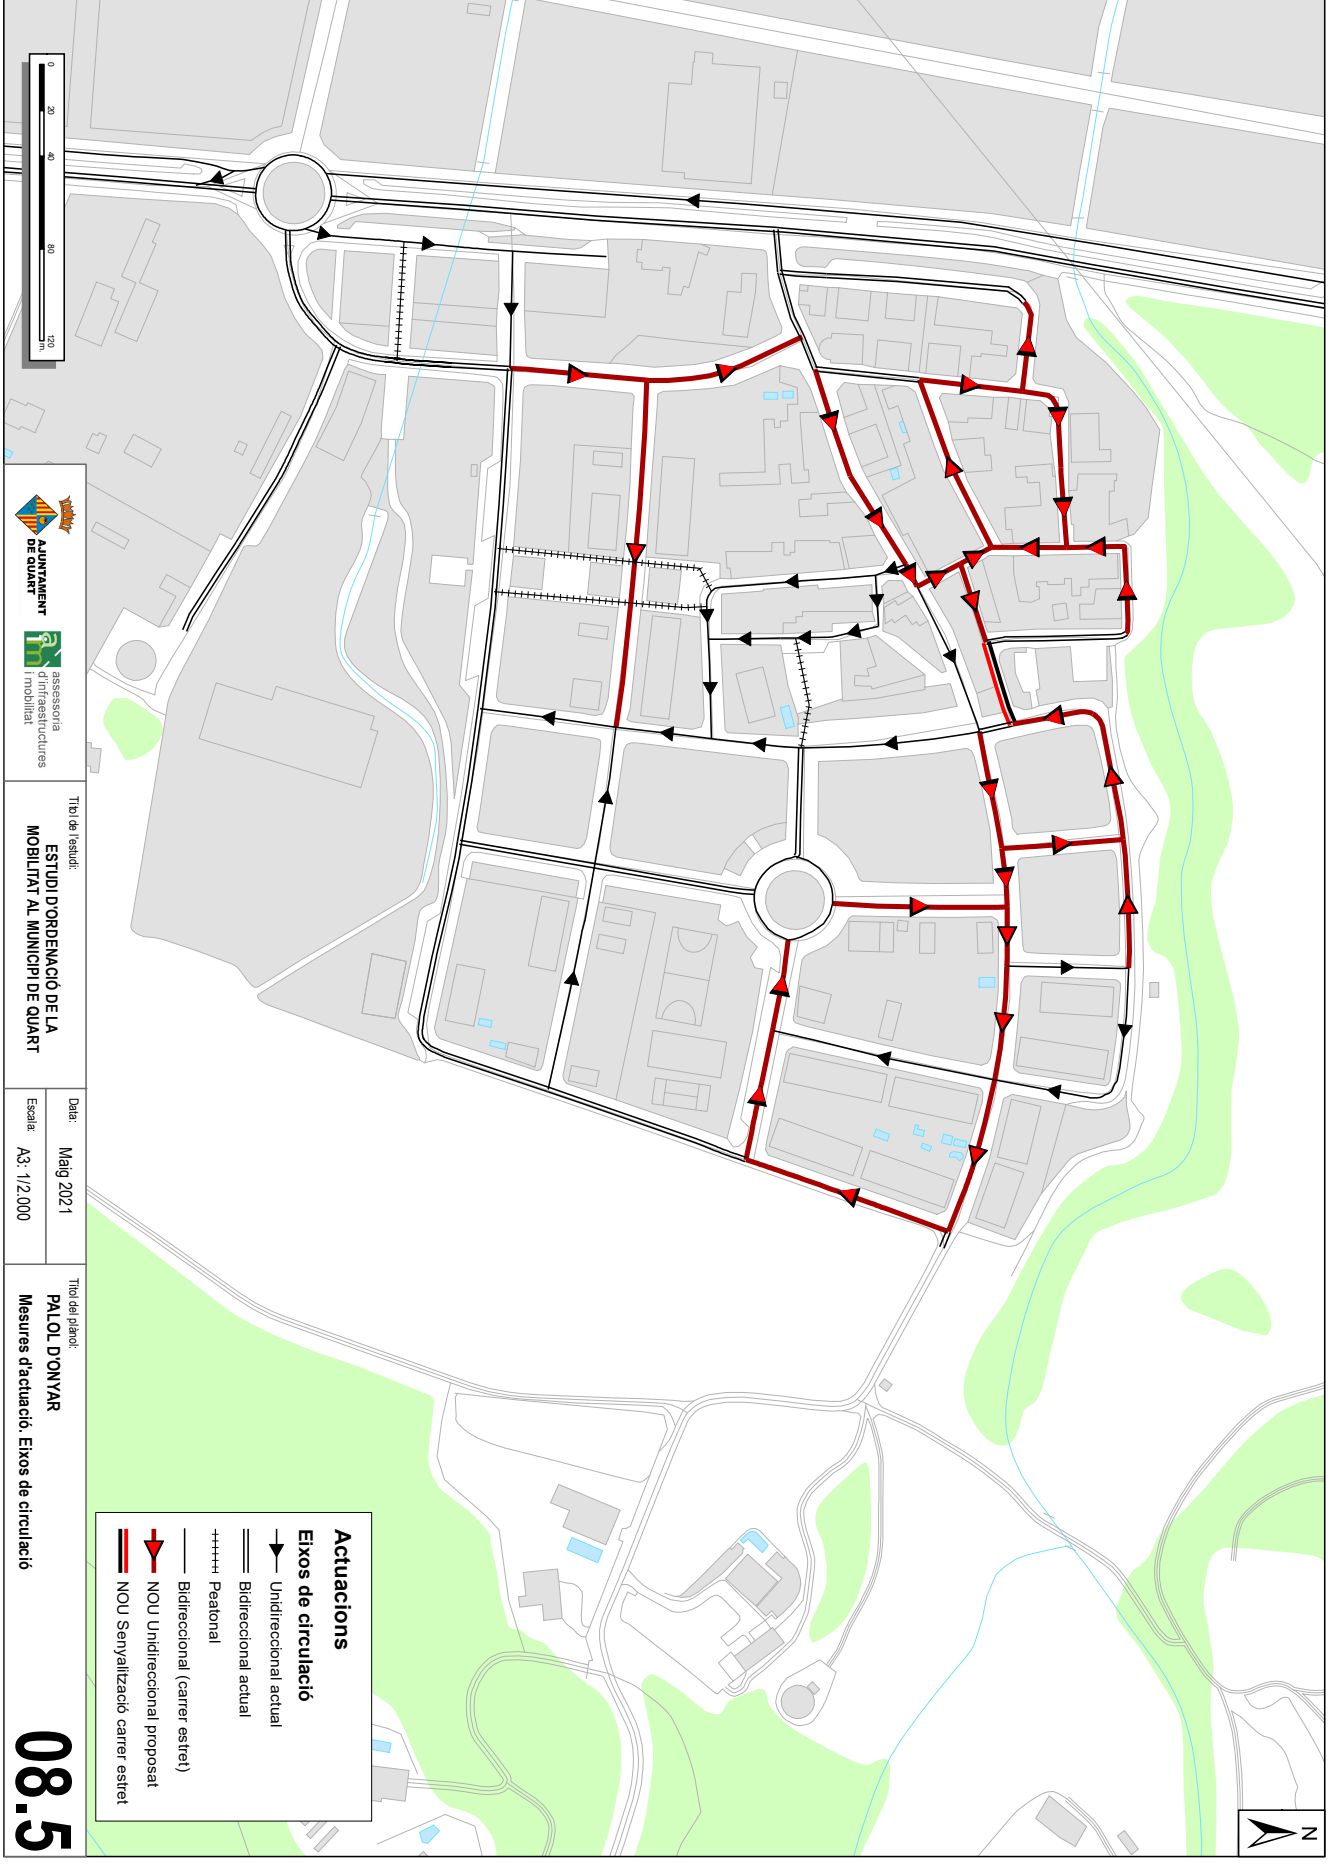 N
Actuacions
Eixos de circulació
Unidireccional actual
Bidireccional actual
Peatonal
Bidireccional (carrer estret)
NOU Unidireccional proposat
NOU Senyalització carrer estret
0 20 40 80 120
m.
AJUNTAMENT
DE QUART
am
assessoria
d'infraestructures
i mobilitat
Títol de l'estudi:
ESTUDI D'ORDENACIÓ DE LA
MOBILITAT AL MUNICIPI DE QUART
Data:
Maig 2021
Escala:
A3: 1/2.000
Títol del plànol:
PALOL D'ONYAR
Mesures d'actuació. Eixos de circulació
08.5